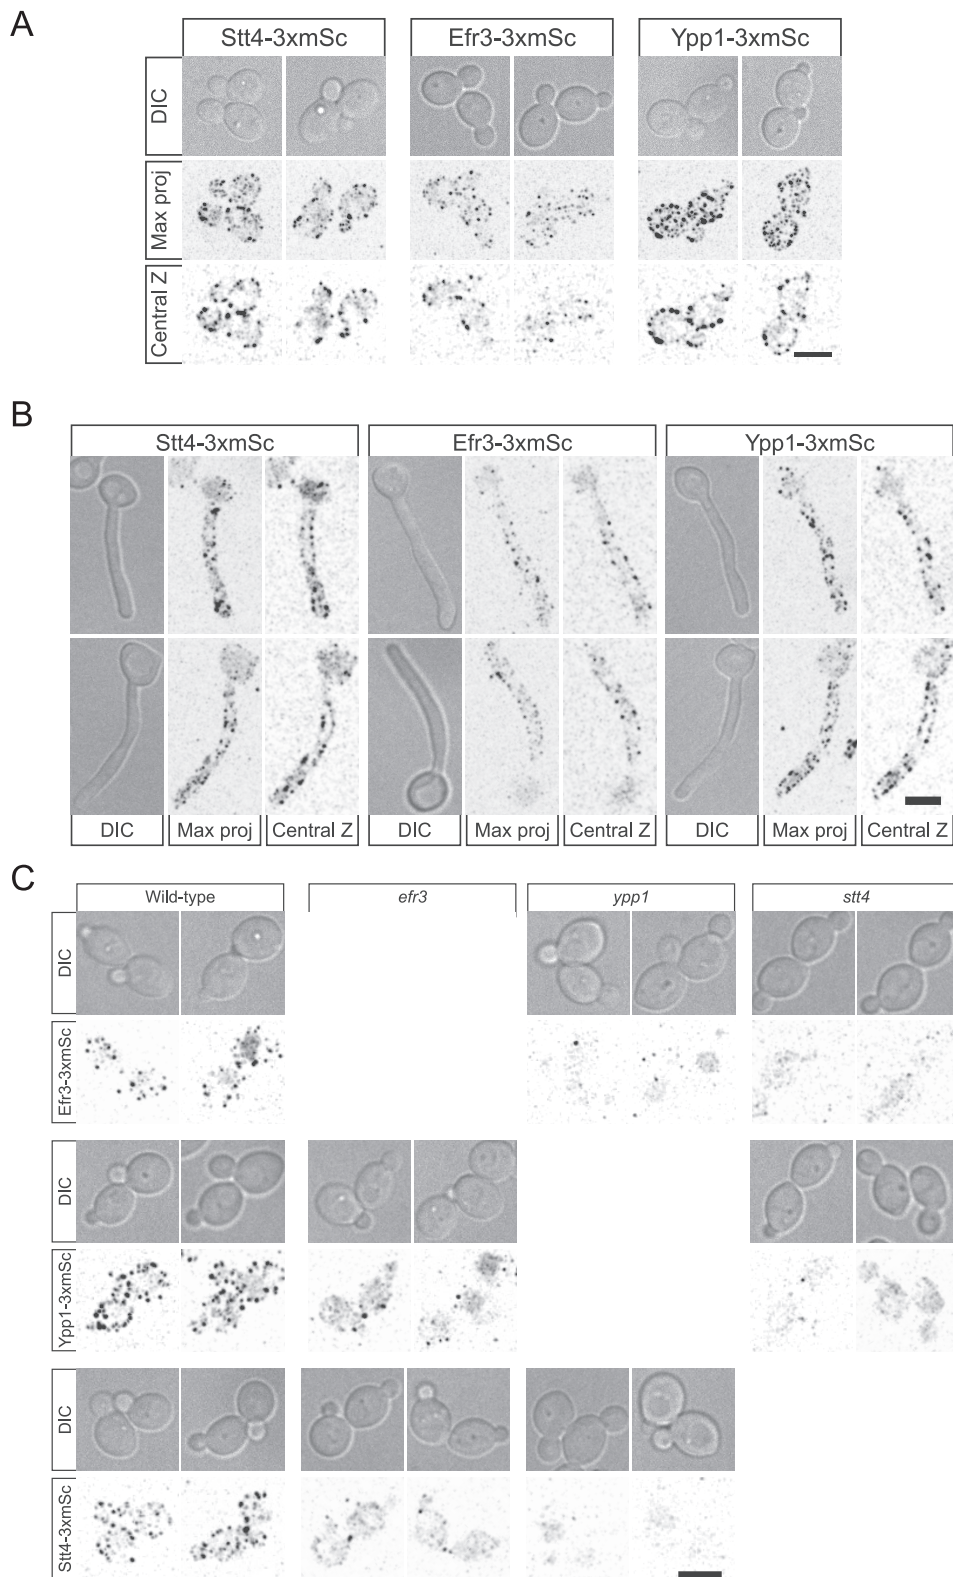 A
Stt4-3xmSc Efr3-3xmSc Ypp1-3xmSc
DIC
Max proj
Central Z
B
Stt4-3xmSc Efr3-3xmSc Ypp1-3xmSc
DIC Max proj Central Z DIC Max proj Central Z DIC Max proj Central Z
C
Wild-type efr3 ypp1 stt4
DIC
Efr3-3xmSc
DIC
Ypp1-3xmSc
DIC
Stt4-3xmSc